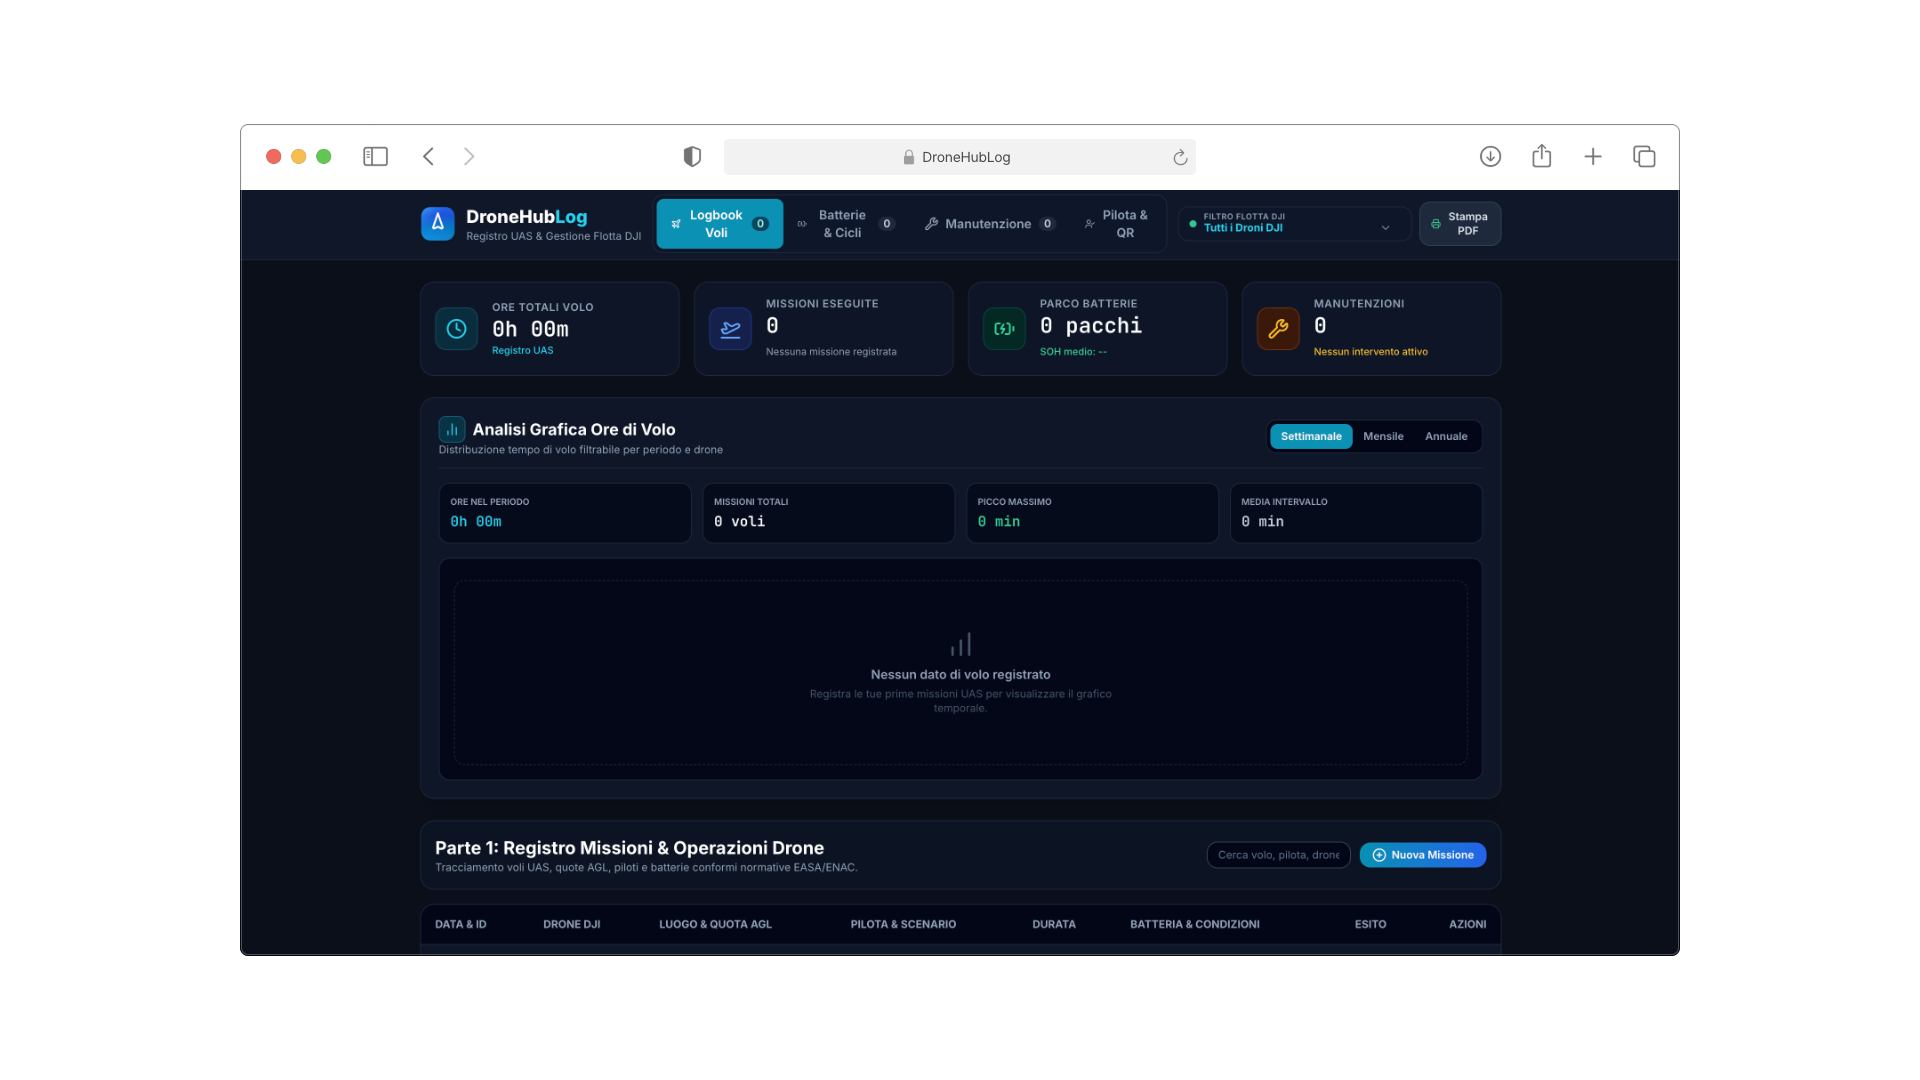 DroneHubLog
DroneHubLog
Registro UAS & Gestione Flotta DJI
Logbook
Voli
0
Batterie
& Cicli
0
Manutenzione
0
Pilota &
QR
FILTRO FLOTTA DJI
Tutti i Droni DJI
Stampa
PDF
ORE TOTALI VOLO
0h 00m
Registro UAS
MISSIONI ESEGUITE
0
Nessuna missione registrata
PARCO BATTERIE
0 pacchi
SOH medio: --
MANUTENZIONI
0
Nessun intervento attivo
Analisi Grafica Ore di Volo
Distribuzione tempo di volo filtrabile per periodo e drone
Settimanale
Mensile
Annuale
ORE NEL PERIODO
0h 00m
MISSIONI TOTALI
0 voli
PICCO MASSIMO
0 min
MEDIA INTERVALLO
0 min
Nessun dato di volo registrato
Registra le tue prime missioni UAS per visualizzare il grafico
temporale.
Parte 1: Registro Missioni & Operazioni Drone
Tracciamento voli UAS, quote AGL, piloti e batterie conformi normative EASA/ENAC.
Cerca volo, pilota, drone
Nuova Missione
DATA & ID
DRONE DJI
LUOGO & QUOTA AGL
PILOTA & SCENARIO
DURATA
BATTERIA & CONDIZIONI
ESITO
AZIONI